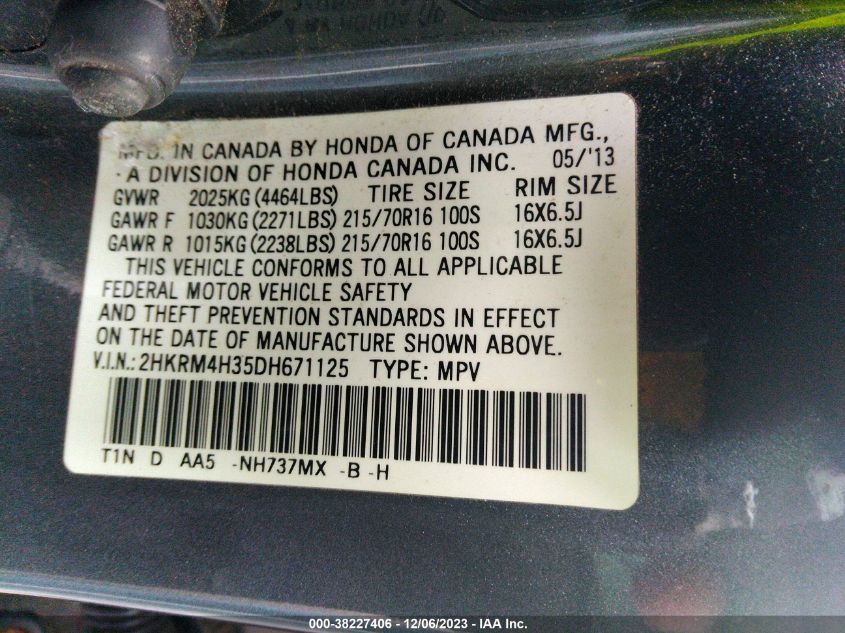 MFD. IN CANADA BY HONDA OF CANADA MFG.,
A DIVISION OF HONDA CANADA INC. 05/'13
GVWR 2025KG (4464LBS) TIRE SIZE RIM SIZE
GAWR F 1030KG (2271LBS) 215/70R16 100S 16X6.5J
GAWR R 1015KG (2238LBS) 215/70R16 100S 16X6.5J
THIS VEHICLE CONFORMS TO ALL APPLICABLE
FEDERAL MOTOR VEHICLE SAFETY
AND THEFT PREVENTION STANDARDS IN EFFECT
ON THE DATE OF MANUFACTURE SHOWN ABOVE.
V.I.N.: 2HKRM4H35DH671125 TYPE: MPV
T1N D AA5 -NH737MX -B -H
000-38227406 - 12/06/2023 - IAA Inc.